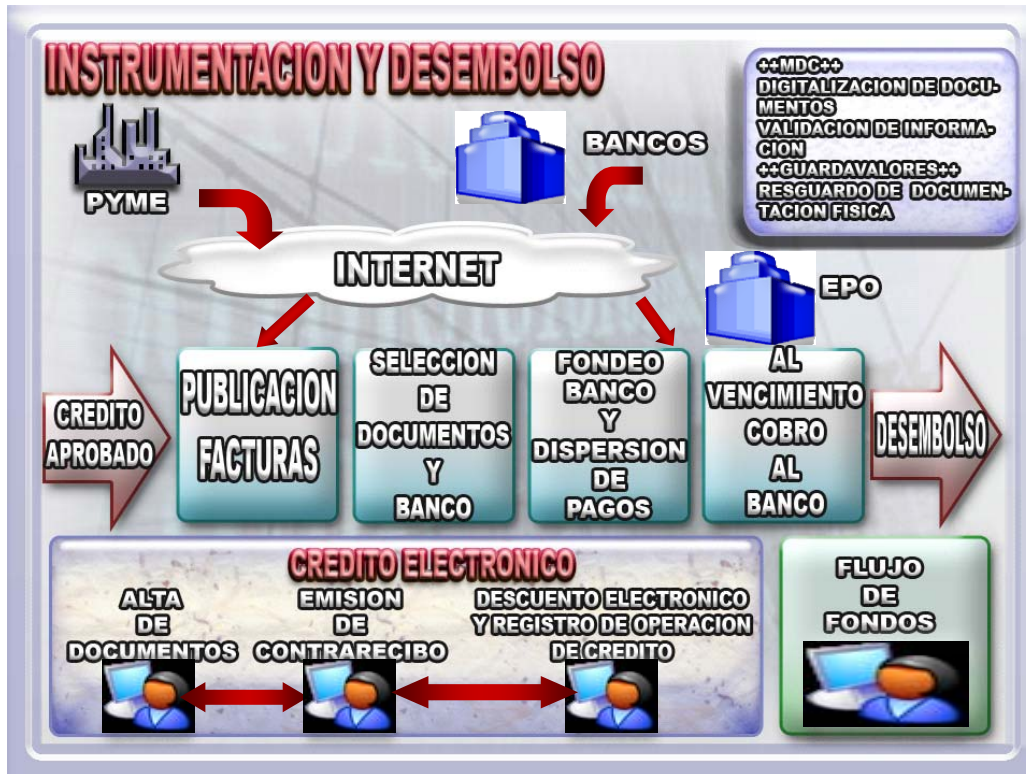 INSTRUMENTACION Y DESEMBOLSO
++MDC++
DIGITALIZACION DE DOCU-
MENTOS
VALIDACION DE INFORMA-
CION
++GUARDAVALORES++
RESGUARDO DE DOCUMEN-
TACION FISICA
PYME
BANCOS
INTERNET
EPO
CREDITO
APROBADO
PUBLICACION
FACTURAS
SELECCION
DE
DOCUMENTOS
Y
BANCO
FONDEO
BANCO
Y
DISPERSION
DE
PAGOS
AL
VENCIMIENTO
COBRO
AL
BANCO
DESEMBOLSO
CREDITO ELECTRONICO
ALTA
DE
DOCUMENTOS
EMISION
DE
CONTRARECIBO
DESCUENTO ELECTRONICO
Y REGISTRO DE OPERACION
DE CREDITO
FLUJO
DE
FONDOS